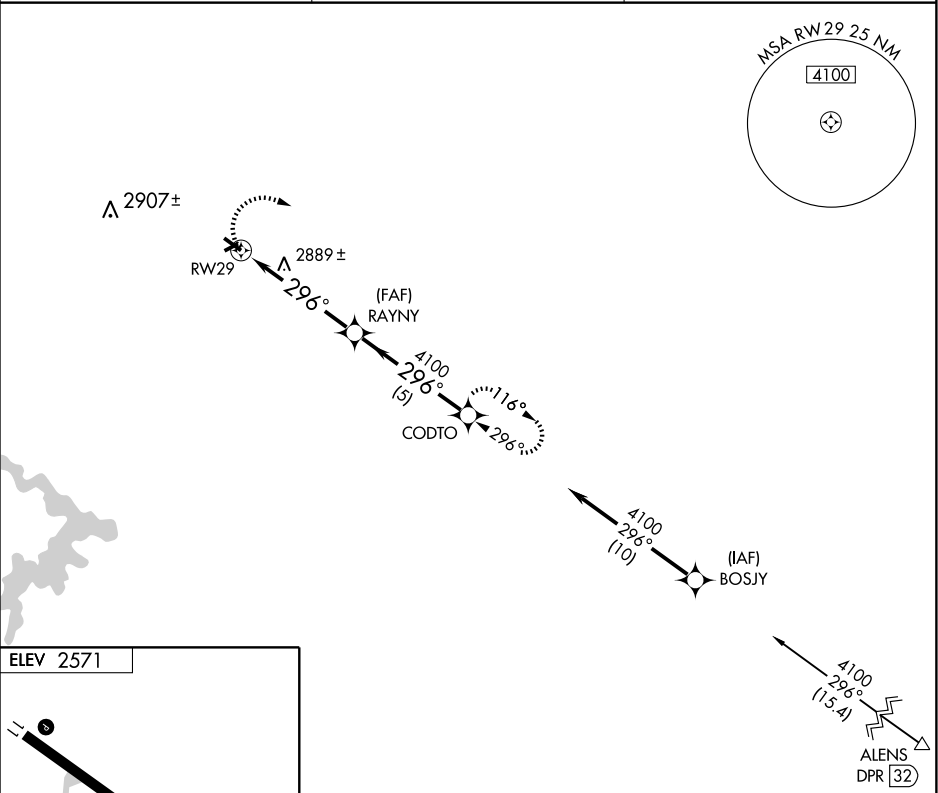 MSA RW29 25 NM
4100
2907±
2889±
RW29
296°
(FAF)
RAYNY
4100
296°
(5)
CODTO
116°
296°
4100
296°
(10)
(IAF)
BOSJY
4100
296°
(15.4)
ALENS
DPR 32
ELEV 2571
11
P